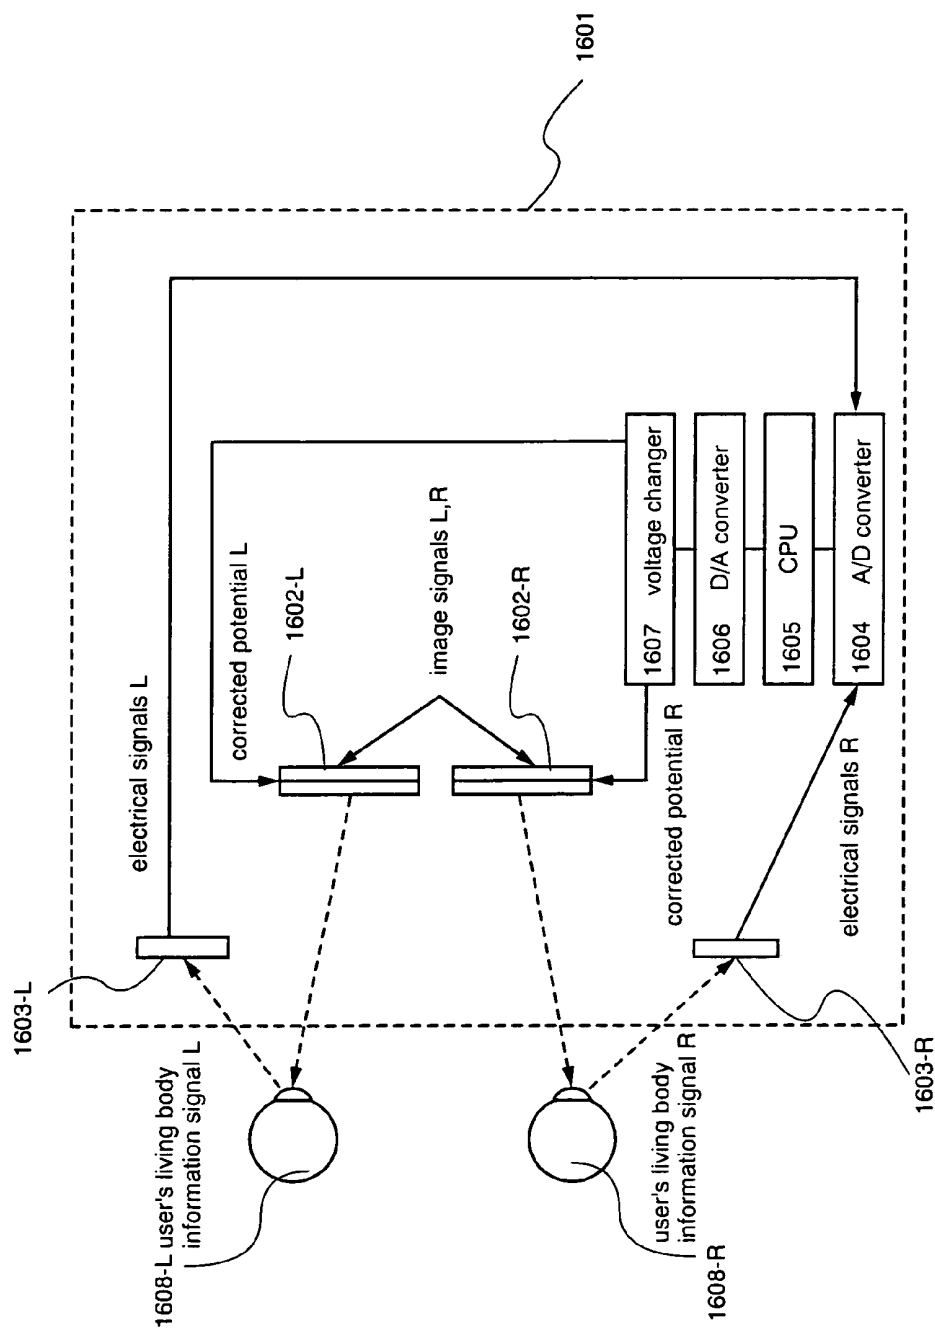 1601
electrical signals L
corrected potential L
1602-L
image signals L,R
1602-R
1607 voltage changer
1606 D/A converter
1605 CPU
1604 A/D converter
corrected potential R
electrical signals R
1603-L
1603-R
1608-L user's living body
information signal L
user's living body
information signal R
1608-R